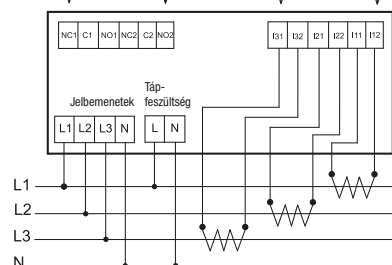 NC1 C1 NO1 NC2 C2 NO2
I31 I32 I21 I22 I11 I12
Jelbemenetek
Táp-
feszültség
L1 L2 L3 N
L N
L1
L2
L3
N